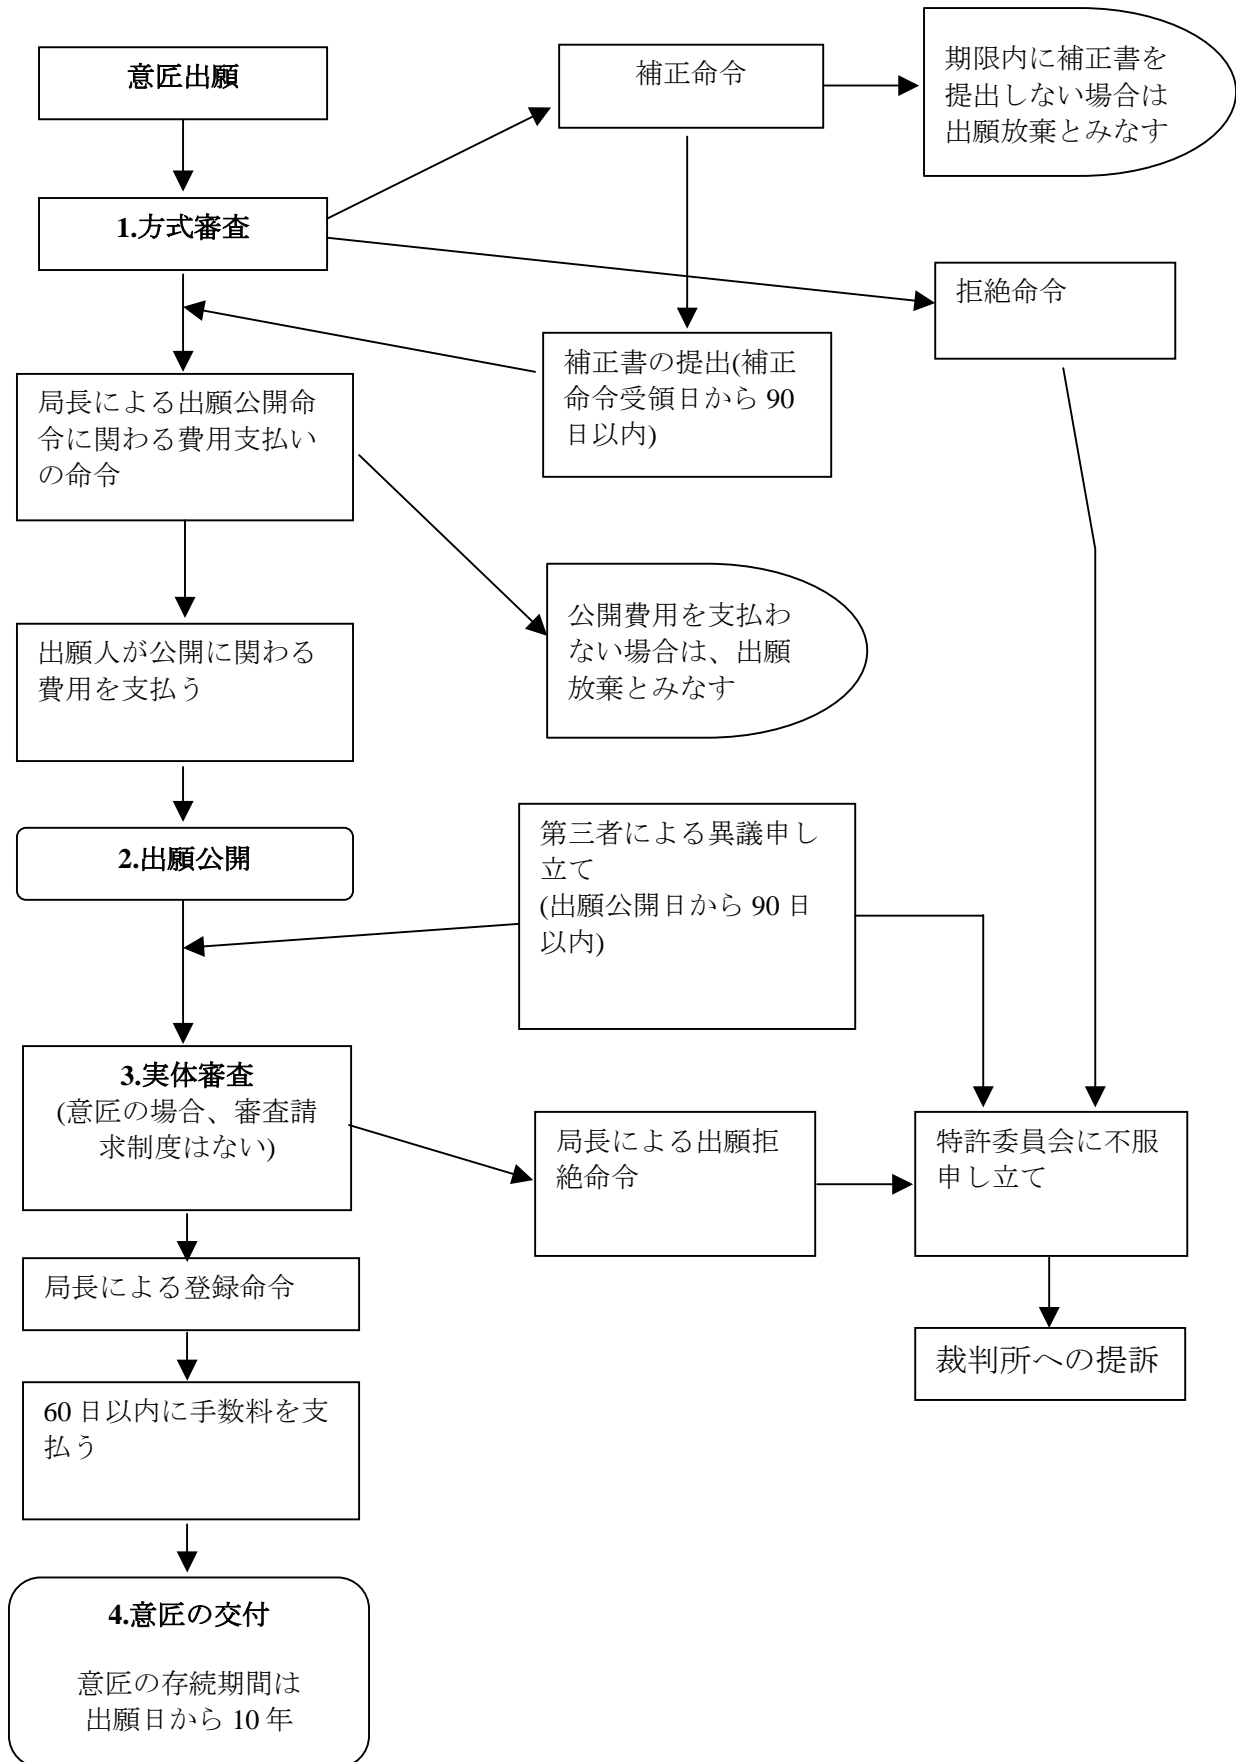 意匠出願
補正命令
期限内に補正書を
提出しない場合は
出願放棄とみなす
1.方式審査
拒絶命令
補正書の提出(補正
命令受領日から 90
日以内)
局長による出願公開命
令に関わる費用支払い
の命令
公開費用を支払わ
ない場合は、出願
放棄とみなす
出願人が公開に関わる
費用を支払う
2.出願公開
第三者による異議申し
立て
(出願公開日から 90 日
以内)
3.実体審査
(意匠の場合、審査請
求制度はない)
局長による出願拒
絶命令
特許委員会に不服
申し立て
局長による登録命令
裁判所への提訴
60 日以内に手数料を支
払う
4.意匠の交付
意匠の存続期間は
出願日から 10 年